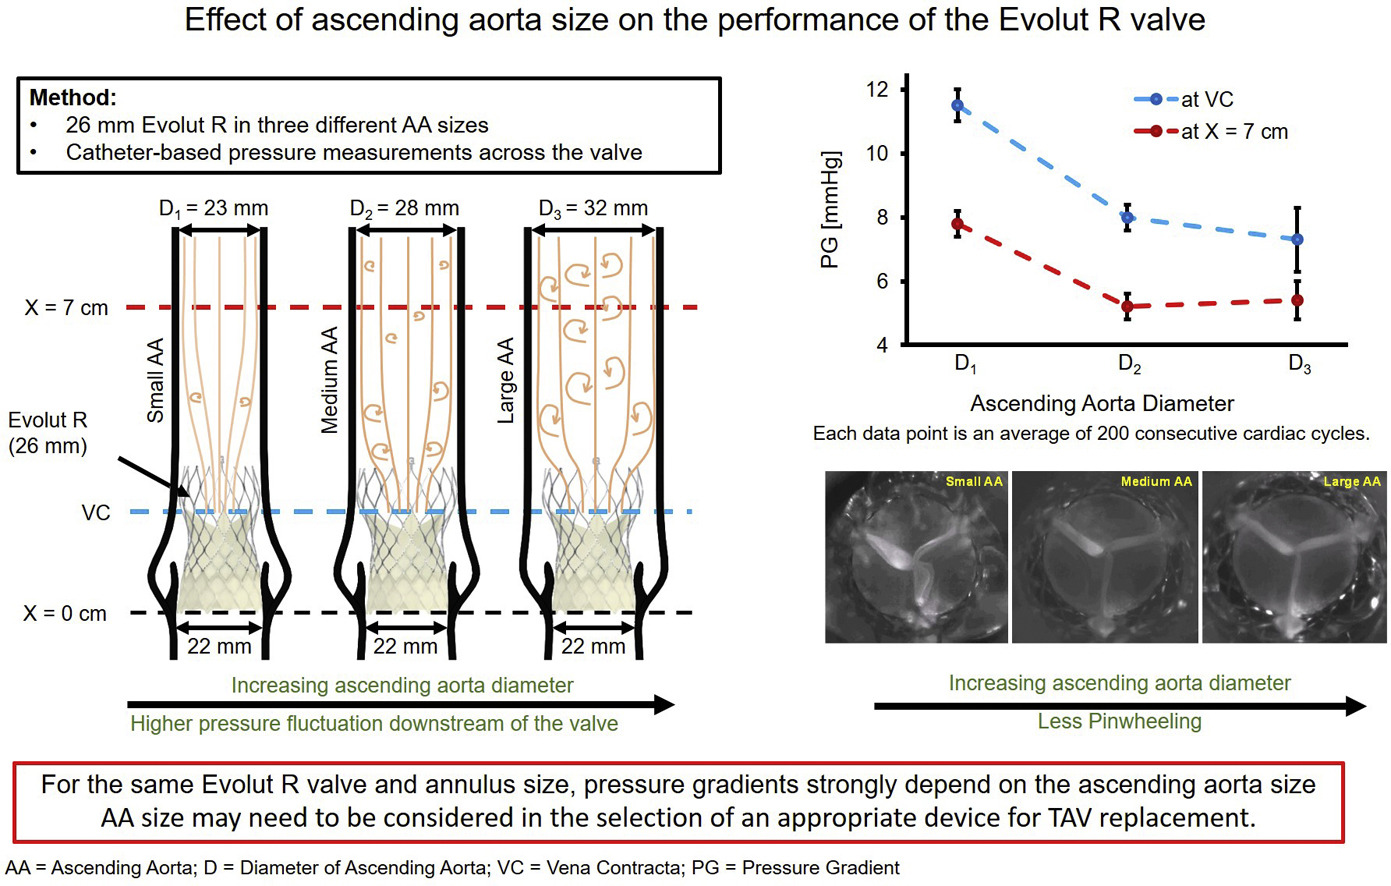 Effect of ascending aorta size on the performance of the Evolut R valve
Method:
• 26 mm Evolut R in three different AA sizes
• Catheter-based pressure measurements across the valve
D1 = 23 mm
D2 = 28 mm
D3 = 32 mm
X = 7 cm
Small AA
Medium AA
Large AA
Evolut R
(26 mm)
VC
X = 0 cm
22 mm
22 mm
22 mm
Increasing ascending aorta diameter
Higher pressure fluctuation downstream of the valve
PG [mmHg]
12
10
8
6
4
at VC
at X = 7 cm
D1
D2
D3
Ascending Aorta Diameter
Each data point is an average of 200 consecutive cardiac cycles.
Small AA
Medium AA
Large AA
Increasing ascending aorta diameter
Less Pinwheeling
For the same Evolut R valve and annulus size, pressure gradients strongly depend on the ascending aorta size
AA size may need to be considered in the selection of an appropriate device for TAV replacement.
AA = Ascending Aorta; D = Diameter of Ascending Aorta; VC = Vena Contracta; PG = Pressure Gradient